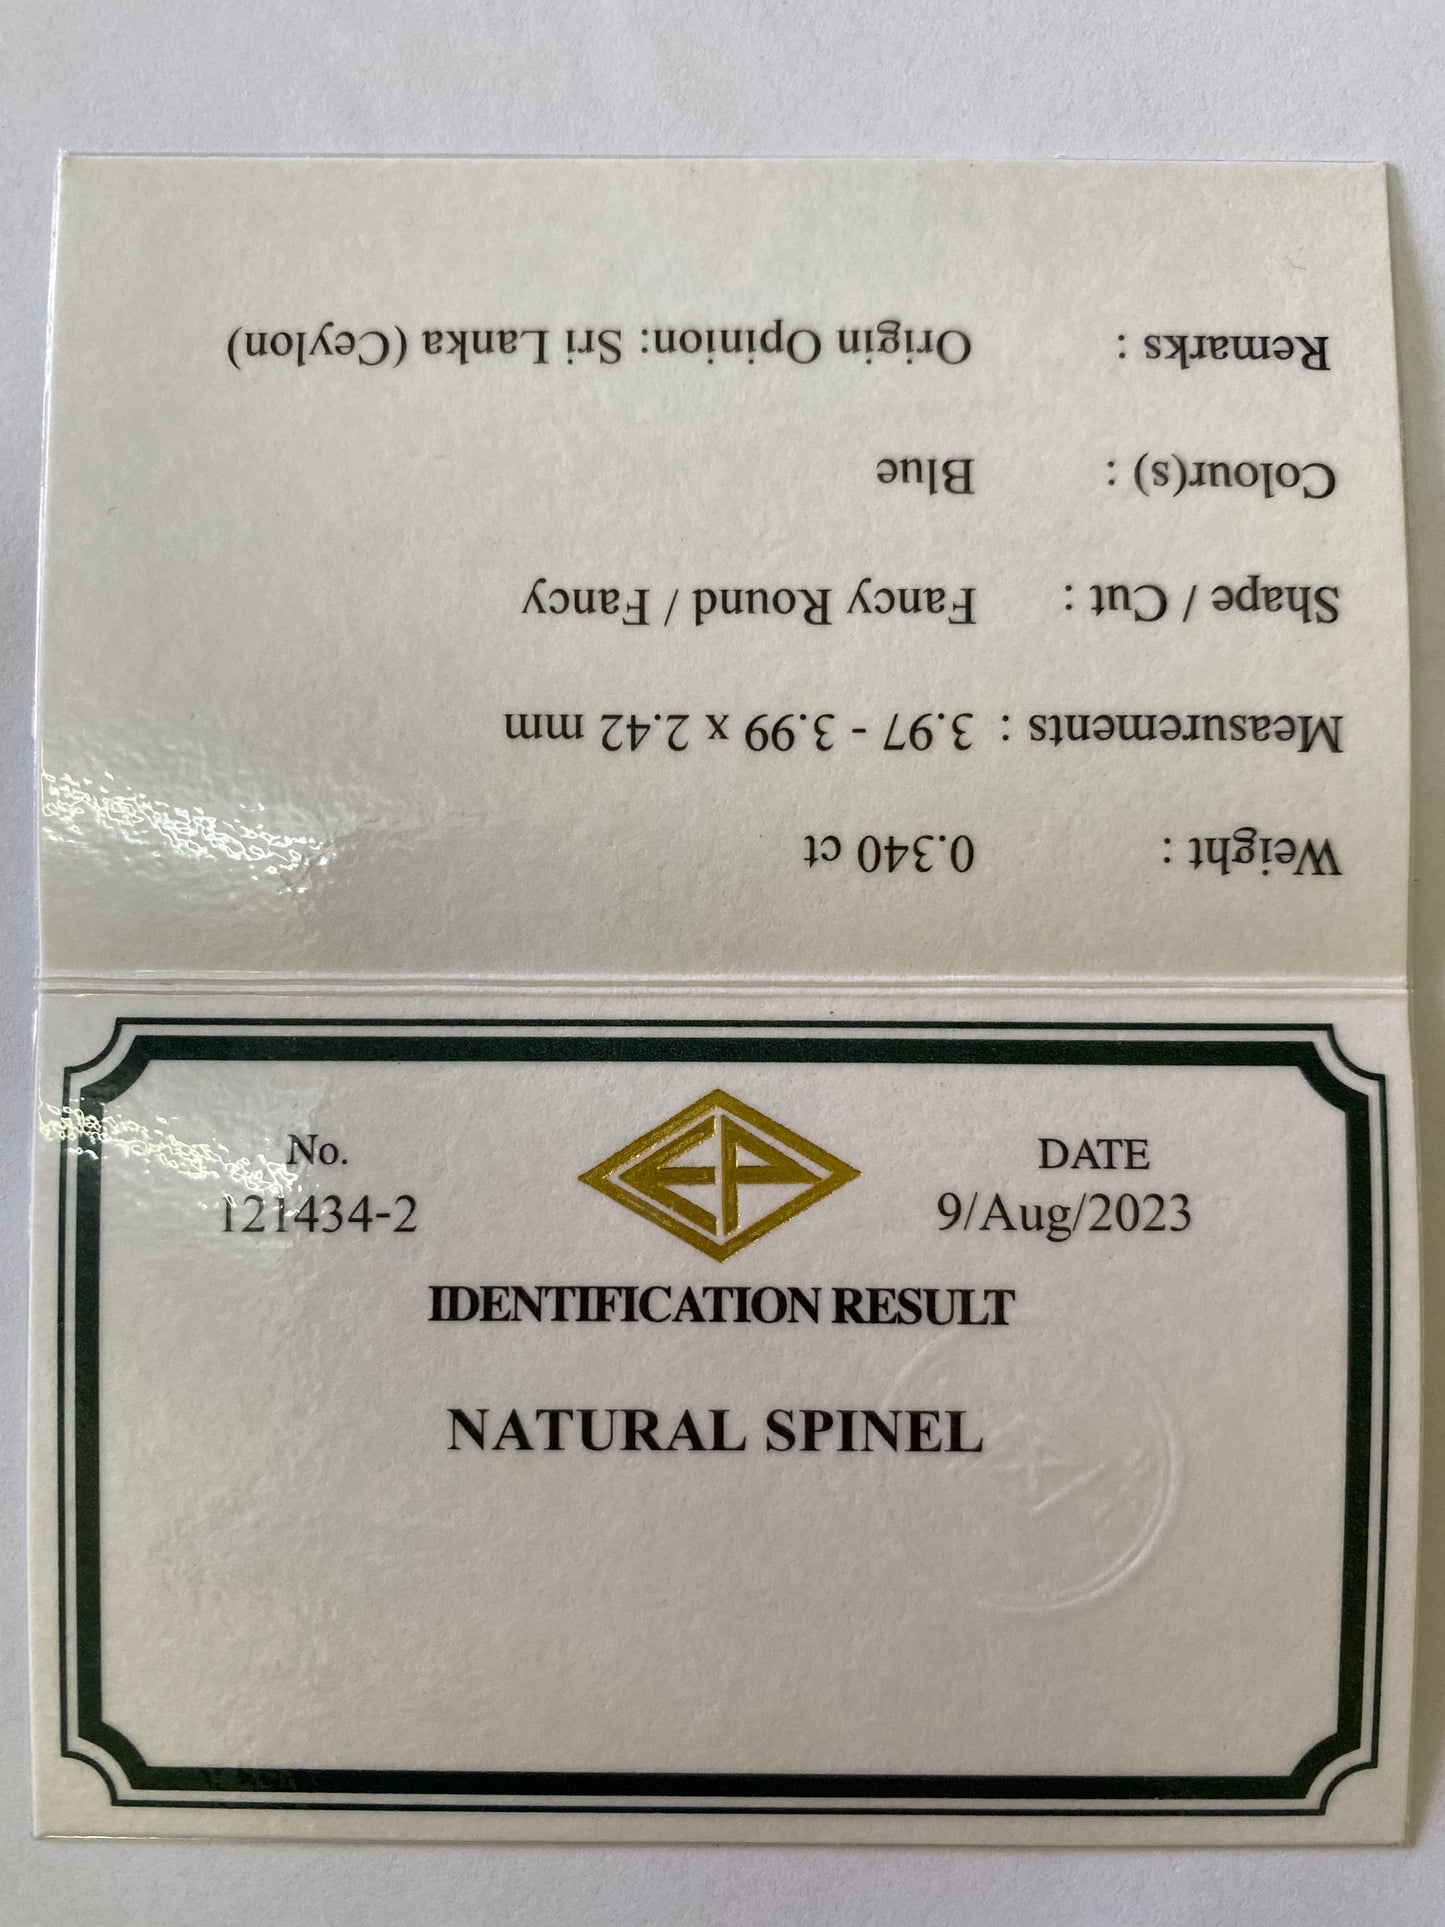 No.
121434-2
DATE
9/Aug/2023
IDENTIFICATION RESULT
NATURAL SPINEL
Weight : 0.340 ct
Measurements : 3.97 - 3.99 x 2.42 mm
Shape / Cut : Fancy Round / Fancy
Colour(s) : Blue
Remarks : Origin Opinion: Sri Lanka (Ceylon)